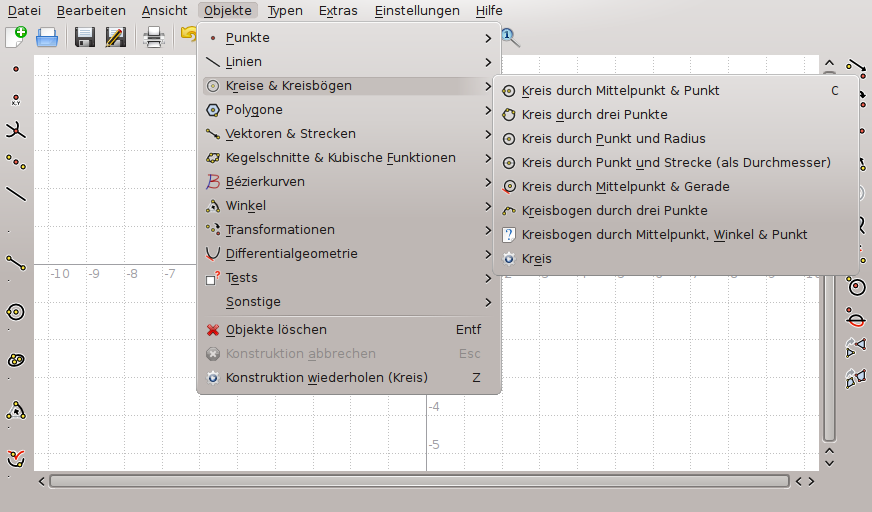 Datei Bearbeiten Ansicht Objekte Typen Extras Einstellungen Hilfe
Punkte
Linien
Kreise & Kreisbögen
Polygone
Vektoren & Strecken
Kegelschnitte & Kubische Funktionen
Bézierkurven
Winkel
Transformationen
Differentialgeometrie
Tests
Sonstige
Objekte löschen Entf
Konstruktion abbrechen Esc
Konstruktion wiederholen (Kreis) Z
Kreis durch Mittelpunkt & Punkt C
Kreis durch drei Punkte
Kreis durch Punkt und Radius
Kreis durch Punkt und Strecke (als Durchmesser)
Kreis durch Mittelpunkt & Gerade
Kreisbogen durch drei Punkte
Kreisbogen durch Mittelpunkt, Winkel & Punkt
Kreis
X,Y
-10 -9 -8 -7
-4
-5